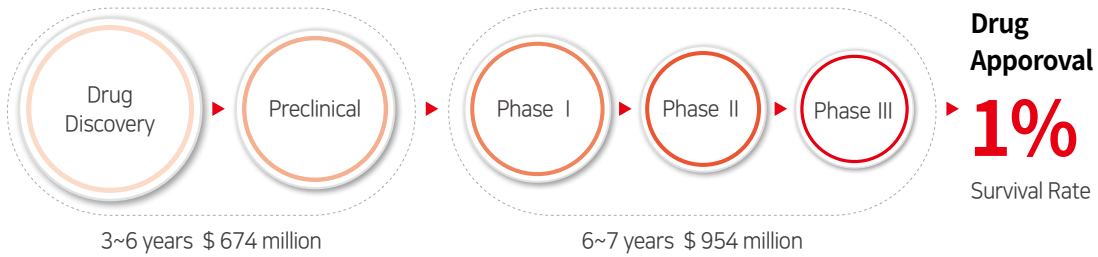 Drug
Discovery
Preclinical
Phase I
Phase II
Phase III
Drug
Apporoval
1%
Survival Rate
3~6 years $ 674 million
6~7 years $ 954 million